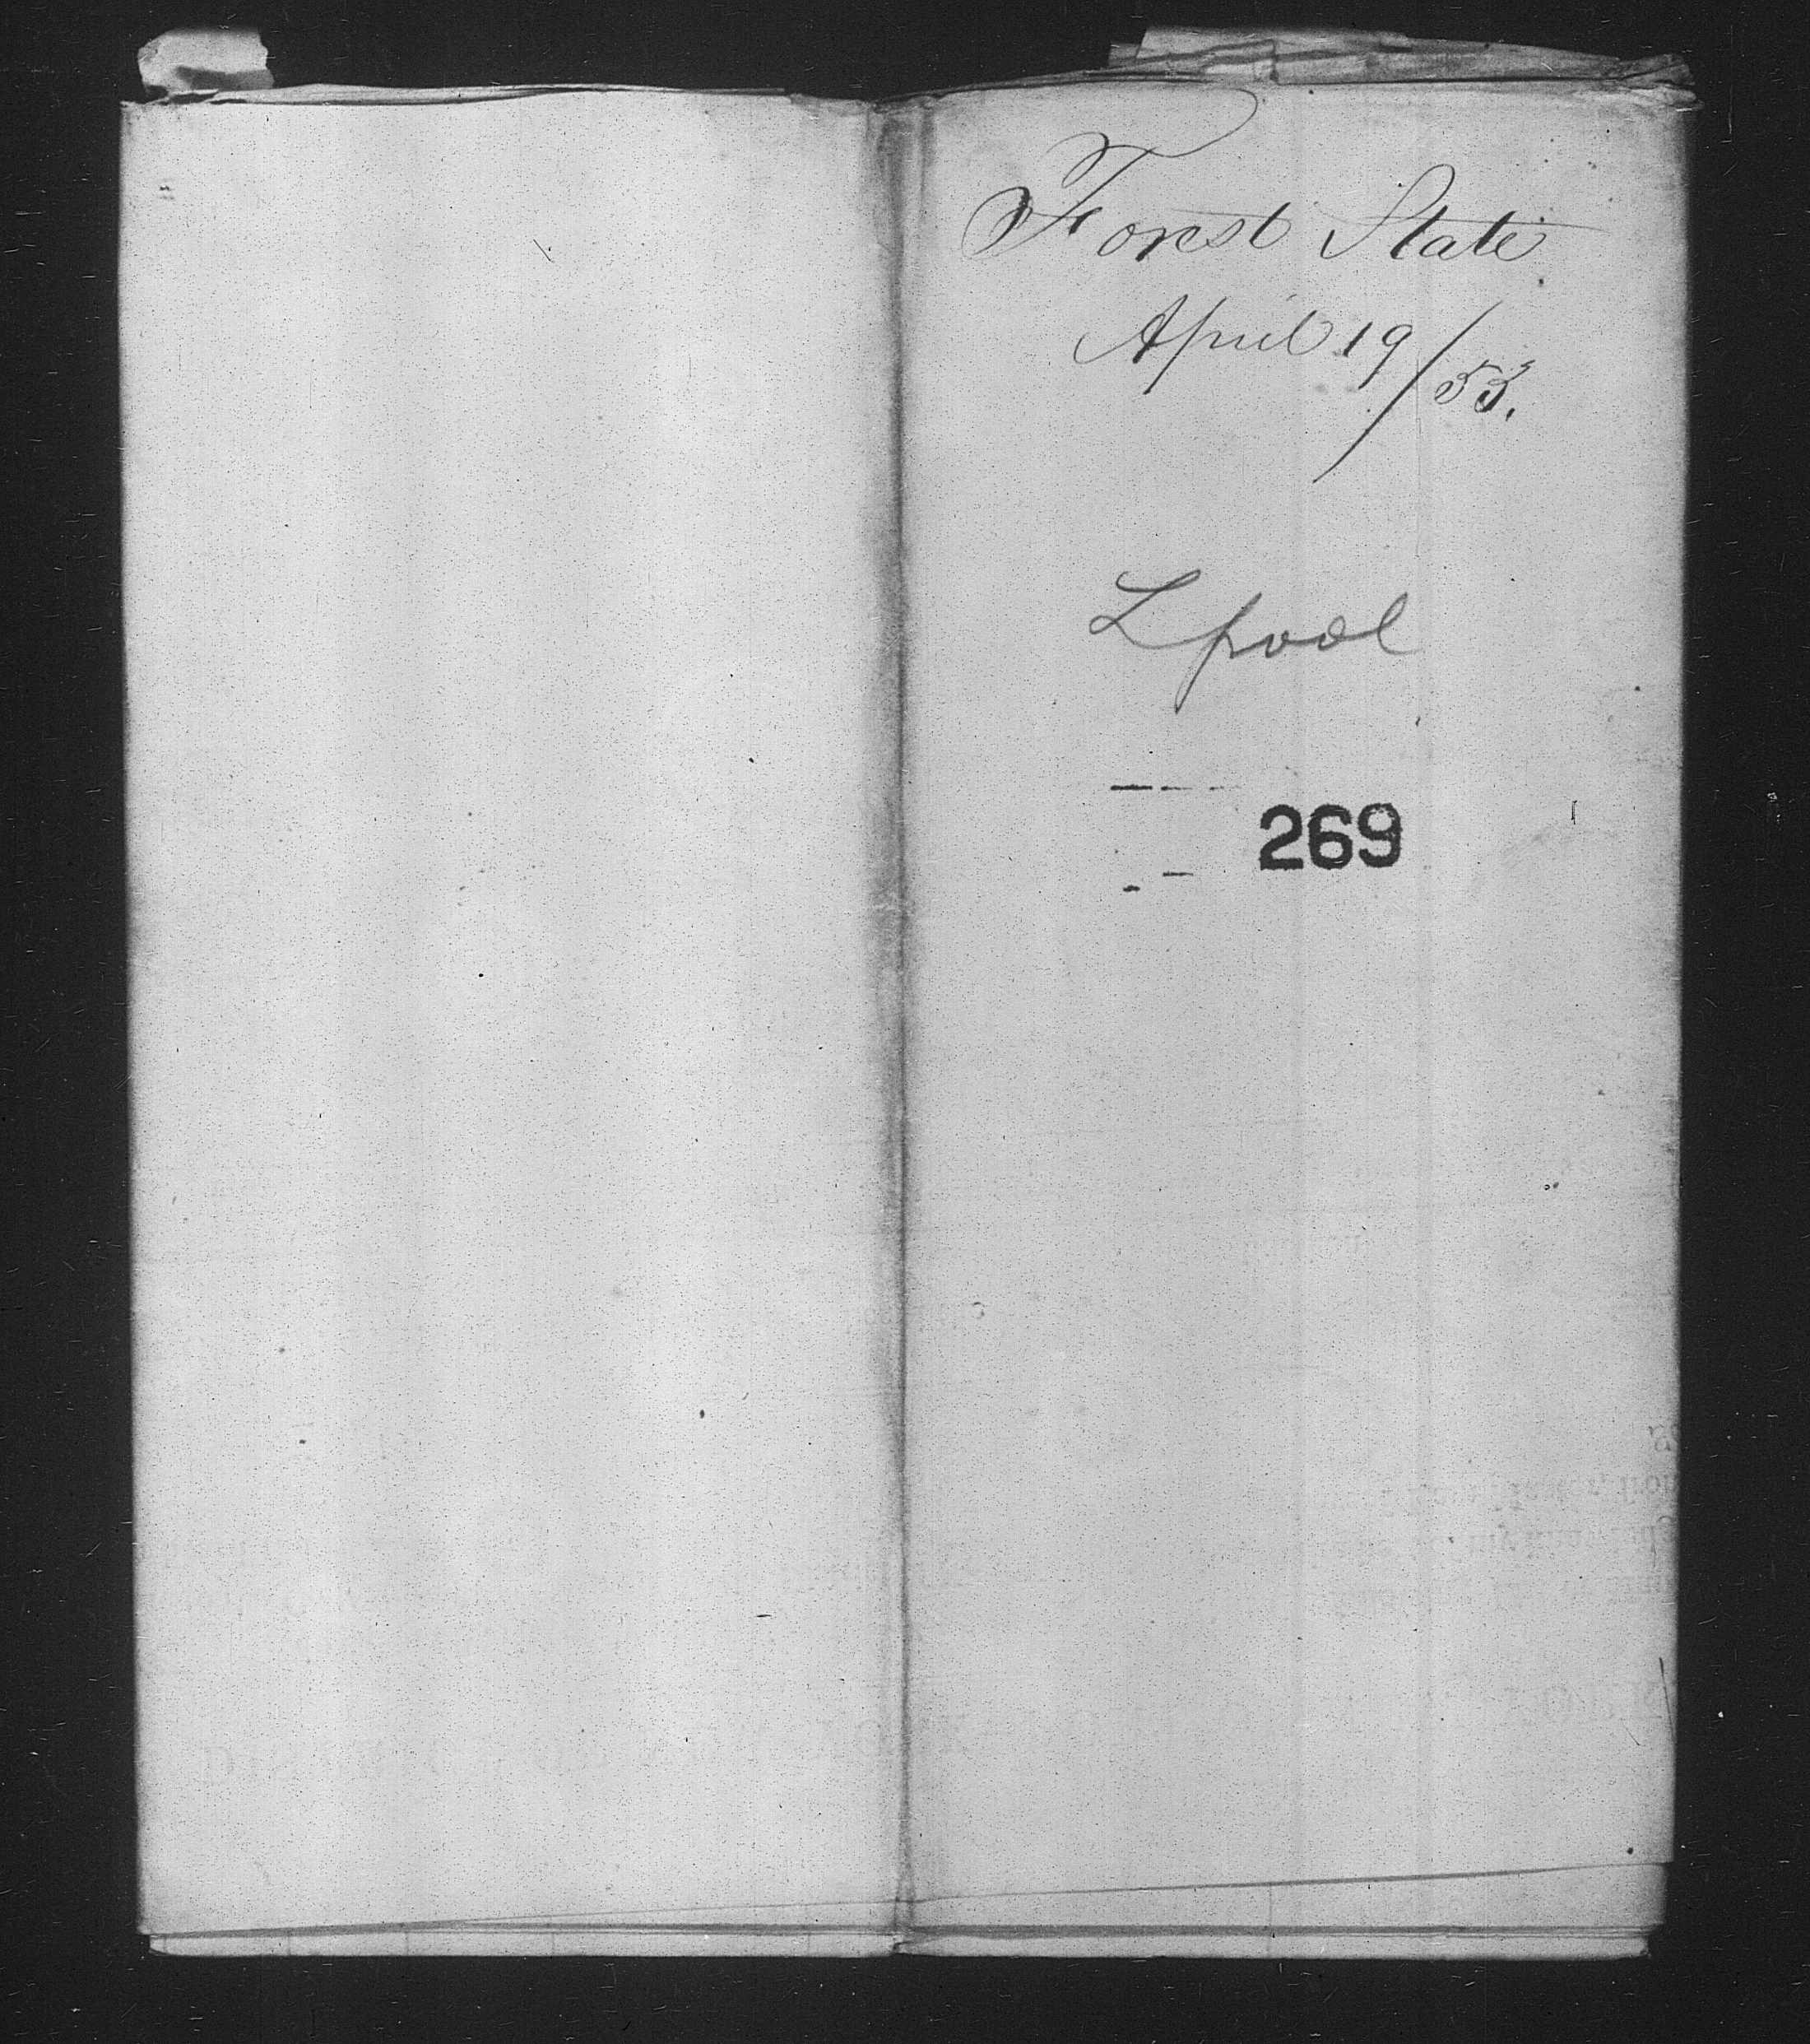 Forest State
April 19/53.
Lpool
269